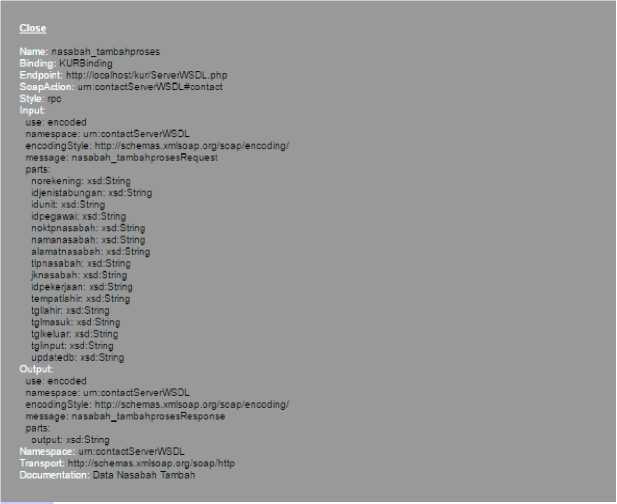 Close
Name: nasabah_tambahproses
Binding: KURBinding
Endpoint: http://localhost/kur/ServerWSDL.php
SoapAction: urn:contactServerWSDL#contact
Style: rpc
Input:
use: encoded
namespace: urn:contactServerWSDL
encodingStyle: http://schemas.xmlsoap.org/soap/encoding/
message: nasabah_tambahprosesRequest
parts:
norekening: xsd:String
idjenistabungan: xsd:String
idunit: xsd:String
idpegawai: xsd:String
noktpnasabah: xsd:String
namanasabah: xsd:String
alamatnasabah: xsd:String
tlpnasabah: xsd:String
jknasabah: xsd:String
idpekerjaan: xsd:String
tempatlahir: xsd:String
tgllahir: xsd:String
tglmasuk: xsd:String
tglkeluar: xsd:String
tglinput: xsd:String
updatedb: xsd:String
Output:
use: encoded
namespace: urn:contactServerWSDL
encodingStyle: http://schemas.xmlsoap.org/soap/encoding/
message: nasabah_tambahprosesResponse
parts:
output: xsd:String
Namespace: urn:contactServerWSDL
Transport: http://schemas.xmlsoap.org/soap/http
Documentation: Data Nasabah Tambah